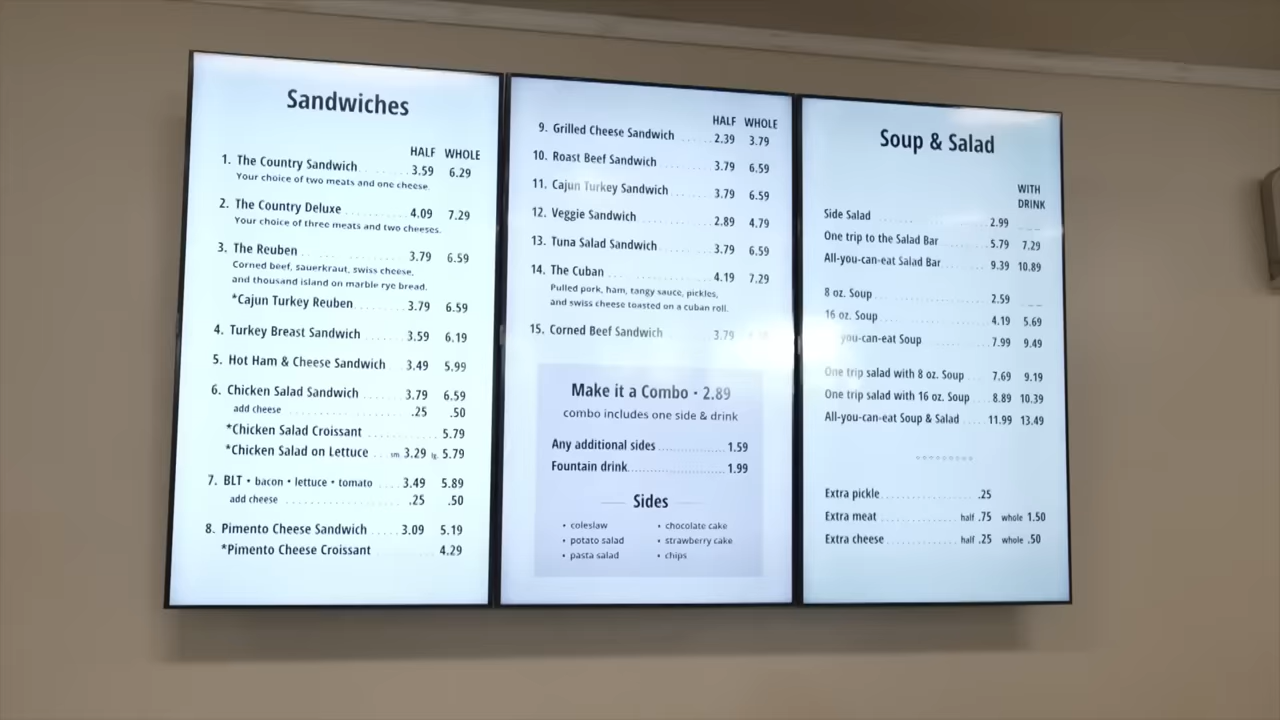 Sandwiches
HALF WHOLE
1. The Country Sandwich 3.59 6.29
Your choice of two meats and one cheese.
2. The Country Deluxe 4.09 7.29
Your choice of three meats and two cheeses.
3. The Reuben 3.79 6.59
Corned beef, sauerkraut, swiss cheese,
and thousand island on marble rye bread.
*Cajun Turkey Reuben 3.79 6.59
4. Turkey Breast Sandwich 3.59 6.19
5. Hot Ham & Cheese Sandwich 3.49 5.99
6. Chicken Salad Sandwich 3.79 6.59
add cheese .25 .50
*Chicken Salad Croissant 5.79
*Chicken Salad on Lettuce sm. 3.29 lg. 5.79
7. BLT • bacon • lettuce • tomato 3.49 5.89
add cheese .25 .50
8. Pimento Cheese Sandwich 3.09 5.19
*Pimento Cheese Croissant 4.29
HALF WHOLE
9. Grilled Cheese Sandwich 2.39 3.79
10. Roast Beef Sandwich 3.79 6.59
11. Cajun Turkey Sandwich 3.79 6.59
12. Veggie Sandwich 2.89 4.79
13. Tuna Salad Sandwich 3.79 6.59
14. The Cuban 4.19 7.29
Pulled pork, ham, tangy sauce, pickles,
and swiss cheese toasted on a cuban roll.
15. Corned Beef Sandwich 3.79
Make it a Combo • 2.89
combo includes one side & drink
Any additional sides 1.59
Fountain drink 1.99
Sides
• coleslaw • chocolate cake
• potato salad • strawberry cake
• pasta salad • chips
Soup & Salad
WITH
DRINK
Side Salad 2.99
One trip to the Salad Bar 5.79 7.29
All-you-can-eat Salad Bar 9.39 10.89
8 oz. Soup 2.59
16 oz. Soup 4.19 5.69
you-can-eat Soup 7.99 9.49
One trip salad with 8 oz. Soup 7.69 9.19
One trip salad with 16 oz. Soup 8.89 10.39
All-you-can-eat Soup & Salad 11.99 13.49
Extra pickle .25
Extra meat half .75 whole 1.50
Extra cheese half .25 whole .50